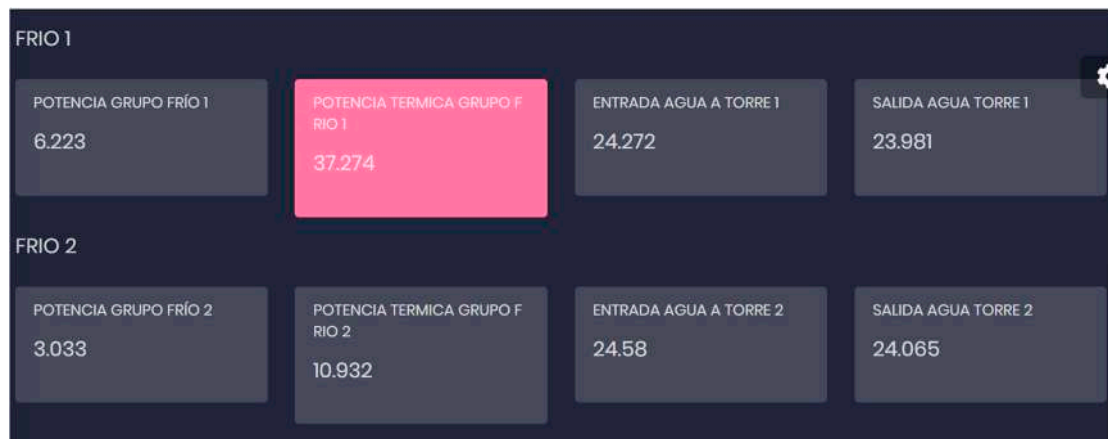 FRIO 1
POTENCIA GRUPO FRÍO 1
6.223
POTENCIA TERMICA GRUPO F
RIO 1
37.274
ENTRADA AGUA A TORRE 1
24.272
SALIDA AGUA TORRE 1
23.981
FRIO 2
POTENCIA GRUPO FRÍO 2
3.033
POTENCIA TERMICA GRUPO F
RIO 2
10.932
ENTRADA AGUA A TORRE 2
24.58
SALIDA AGUA TORRE 2
24.065